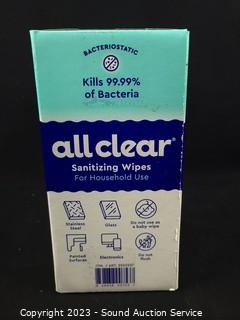 BACTERIOSTATIC
Kills 99.99%
of Bacteria
all clear®
Sanitizing Wipes
For Household Use
Stainless
Steel
Glass
Do not use as
a baby wipe
Painted
Surfaces
Electronics
Do not
flush
Copyright 2023 - Sound Auction Service